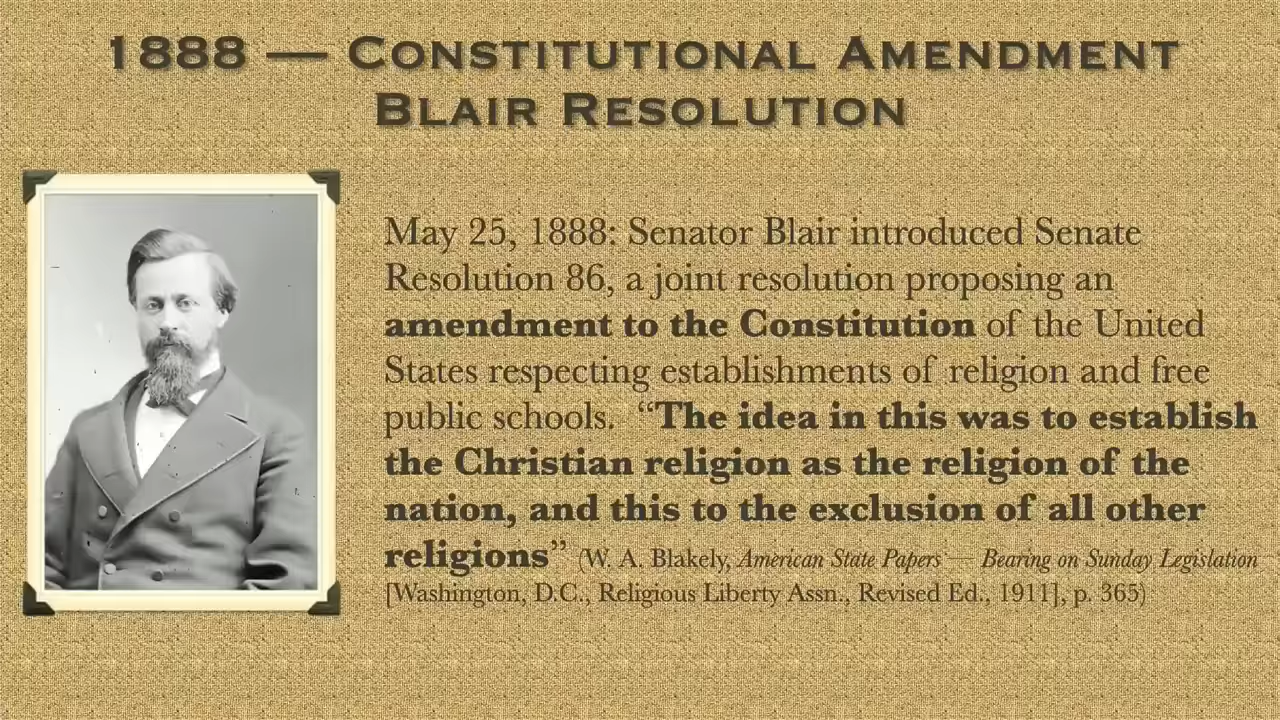 1888 — Constitutional Amendment
Blair Resolution
May 25, 1888: Senator Blair introduced Senate
Resolution 86, a joint resolution proposing an
amendment to the Constitution of the United
States respecting establishments of religion and free
public schools. “The idea in this was to establish
the Christian religion as the religion of the
nation, and this to the exclusion of all other
religions” (W. A. Blakely, American State Papers Bearing on Sunday Legislation
[Washington, D.C., Religious Liberty Assn., Revised Ed., 1911], p. 365)